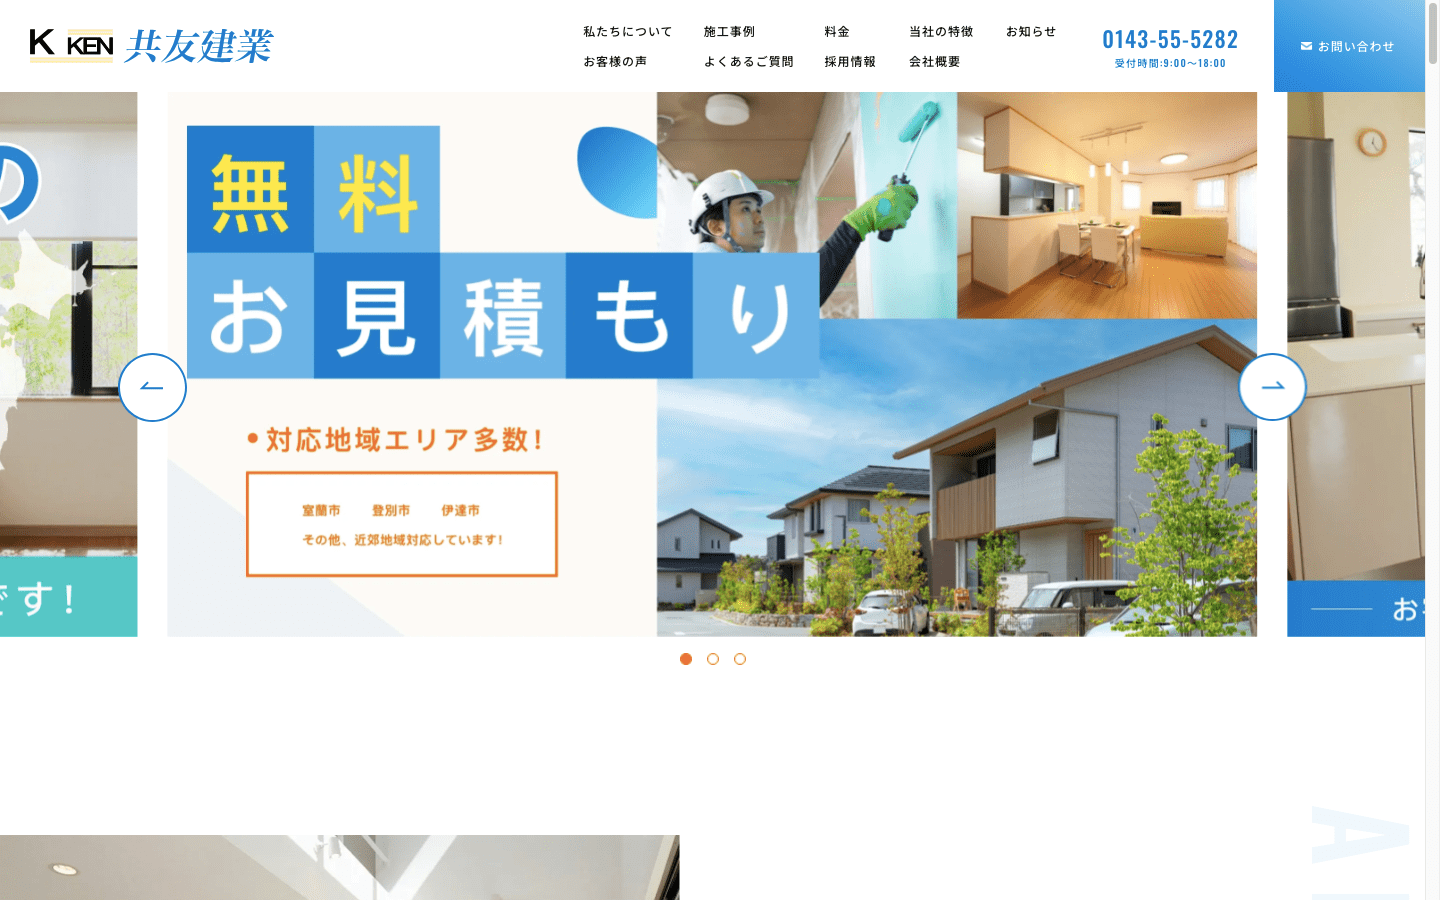 K KEN 共友建業
私たちについて 施工事例 料金 当社の特徴 お知らせ
お客様の声 よくあるご質問 採用情報 会社概要
0143-55-5282
受付時間:9:00〜18:00
お問い合わせ
の
無料
お見積もり
•対応地域エリア多数!
室蘭市 登別市 伊達市
その他、近郊地域対応しています!
です!
お
A